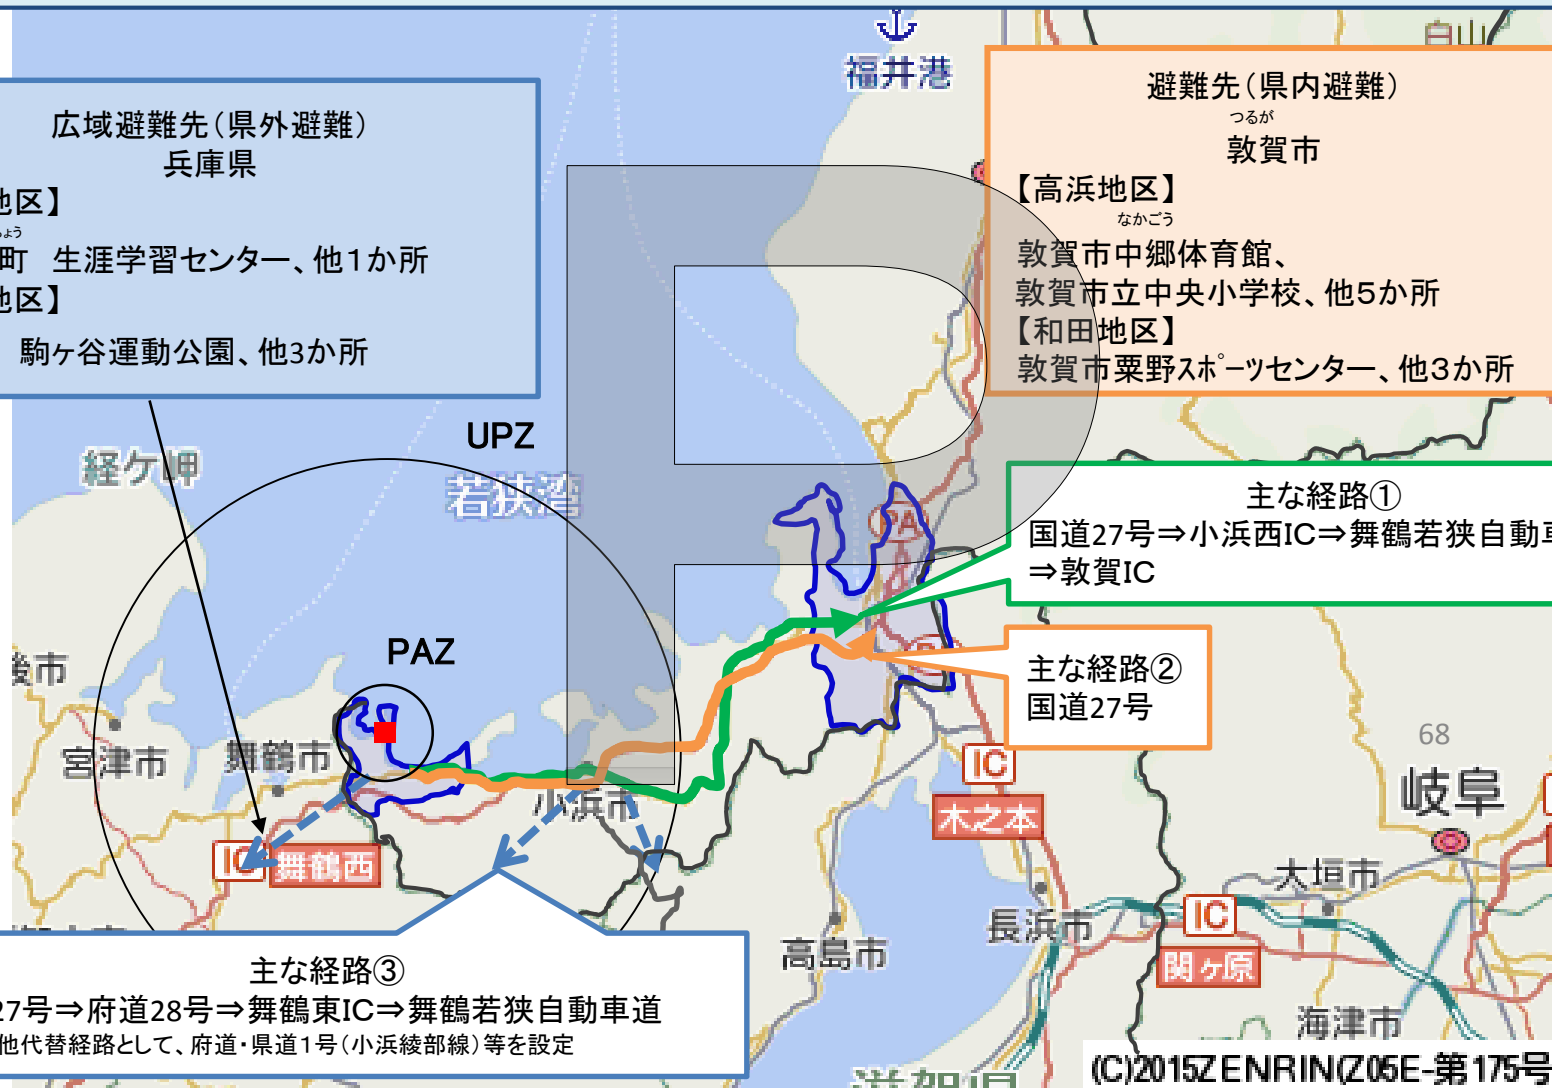 福井港
白山
広域避難先（県外避難）
兵庫県
地区】
町　生涯学習センター、他１か所
地区】
駒ヶ谷運動公園、他3か所
避難先（県内避難）
つるが
敦賀市
【高浜地区】
なかごう
敦賀市中郷体育館、
敦賀市立中央小学校、他５か所
【和田地区】
敦賀市粟野ｽﾎﾟｰﾂセンター、他３か所
UPZ
経ケ岬
若狭湾
P
PA
主な経路①
国道27号⇒小浜西IC⇒舞鶴若狭自動車
⇒敦賀IC
PAZ
主な経路②
国道27号
後市
宮津市
舞鶴市
小浜市
IC
舞鶴西
IC
木之本
68
岐阜
大垣市
長浜市
IC
関ヶ原
高島市
海津市
主な経路③
27号⇒府道28号⇒舞鶴東IC⇒舞鶴若狭自動車道
他代替経路として、府道・県道１号（小浜綾部線）等を設定
滋賀県
(C)2015ZENRIN(Z05E-第175号